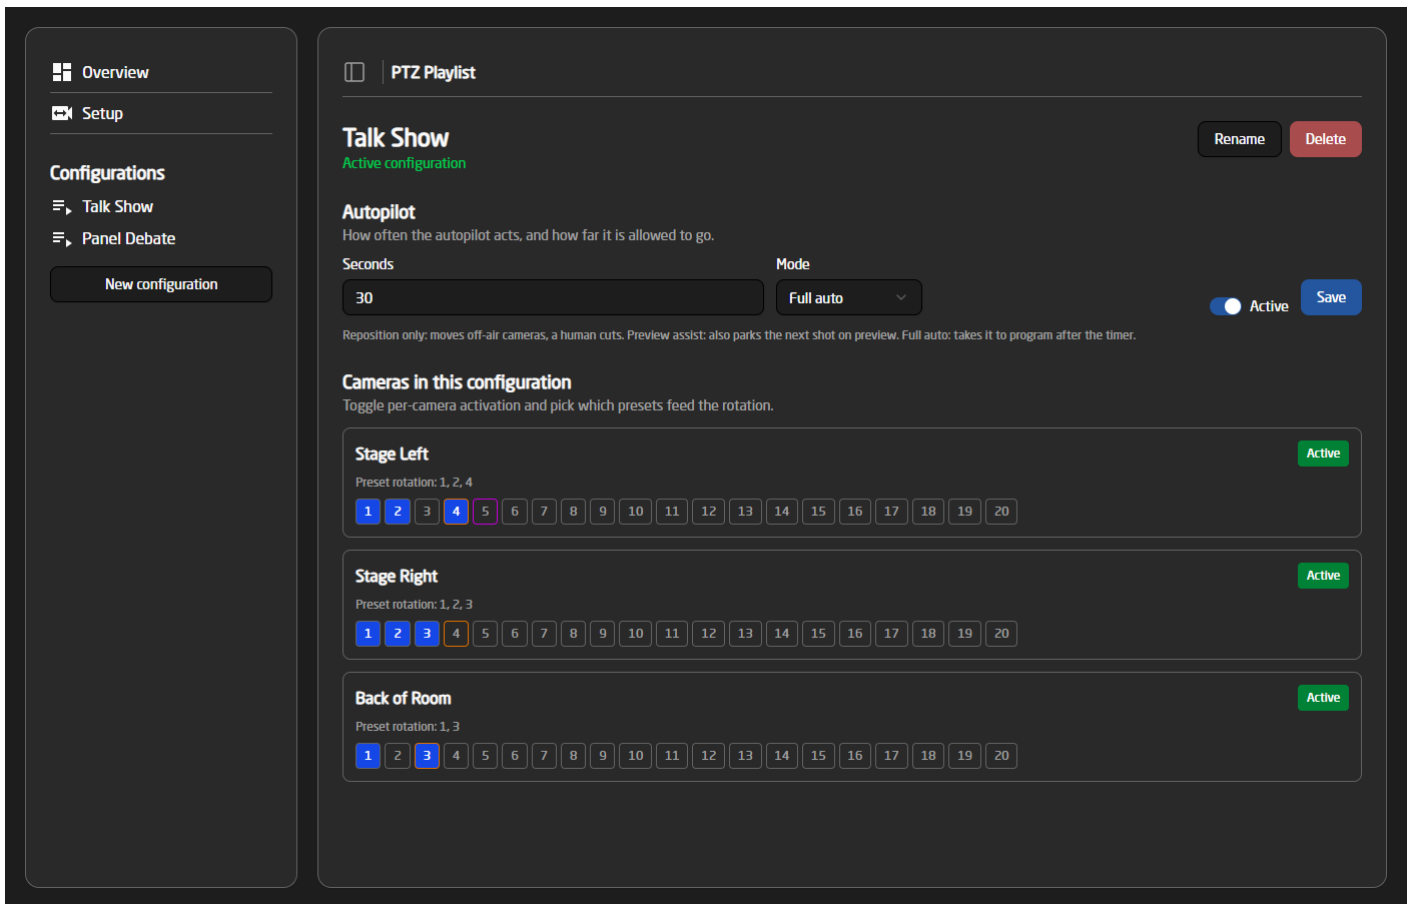 Overview
Setup
Configurations
Talk Show
Panel Debate
New configuration
PTZ Playlist
Talk Show
Active configuration
Rename
Delete
Autopilot
How often the autopilot acts, and how far it is allowed to go.
Seconds
Mode
30
Full auto
Active
Save
Reposition only: moves off-air cameras, a human cuts. Preview assist: also parks the next shot on preview. Full auto: takes it to program after the timer.
Cameras in this configuration
Toggle per-camera activation and pick which presets feed the rotation.
Stage Left
Active
Preset rotation: 1, 2, 4
1 2 3 4 5 6 7 8 9 10 11 12 13 14 15 16 17 18 19 20
Stage Right
Active
Preset rotation: 1, 2, 3
1 2 3 4 5 6 7 8 9 10 11 12 13 14 15 16 17 18 19 20
Back of Room
Active
Preset rotation: 1, 3
1 2 3 4 5 6 7 8 9 10 11 12 13 14 15 16 17 18 19 20